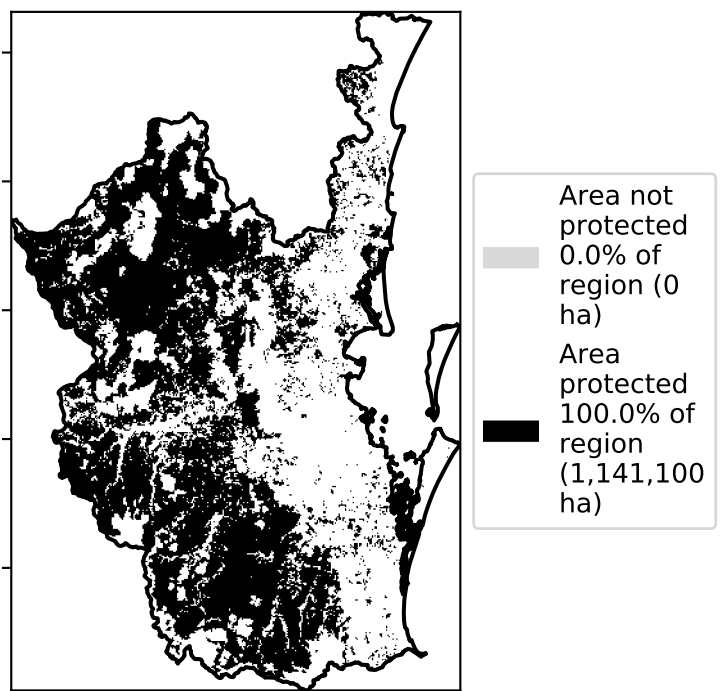 Area not
protected
0.0% of
region (0
ha)
Area
protected
100.0% of
region
(1,141,100
ha)